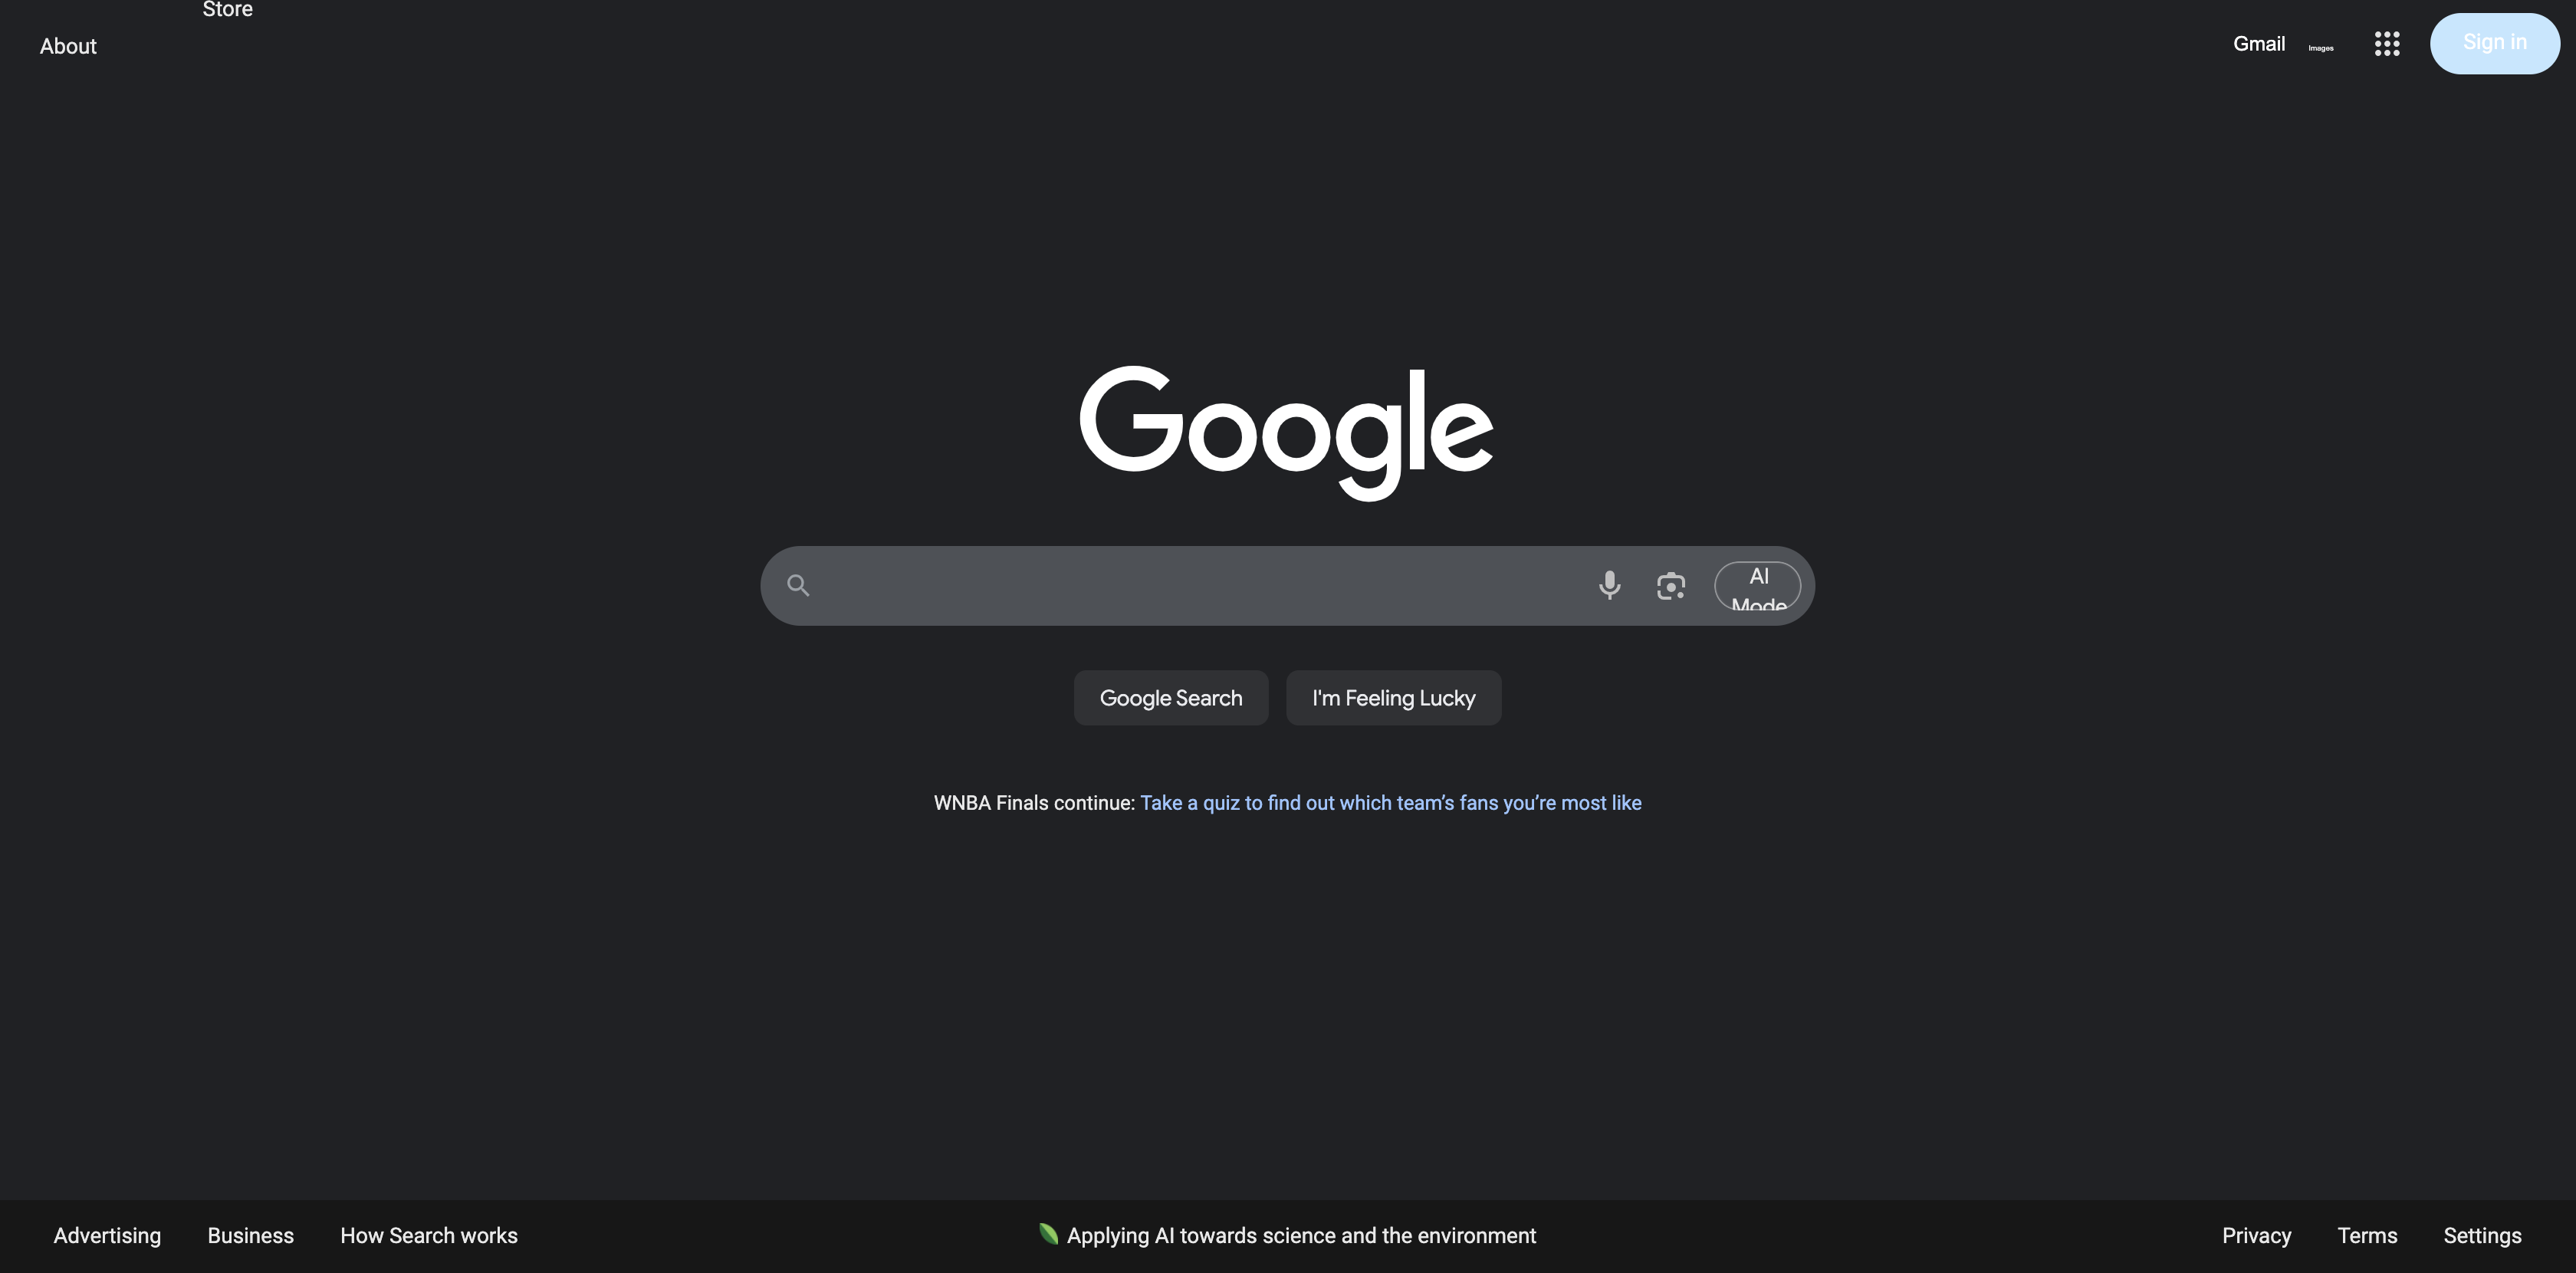 Store
About
Gmail
Images
Sign in
Google
AI
Mode
Google Search
I'm Feeling Lucky
WNBA Finals continue: Take a quiz to find out which team’s fans you’re most like
Advertising
Business
How Search works
Applying AI towards science and the environment
Privacy
Terms
Settings